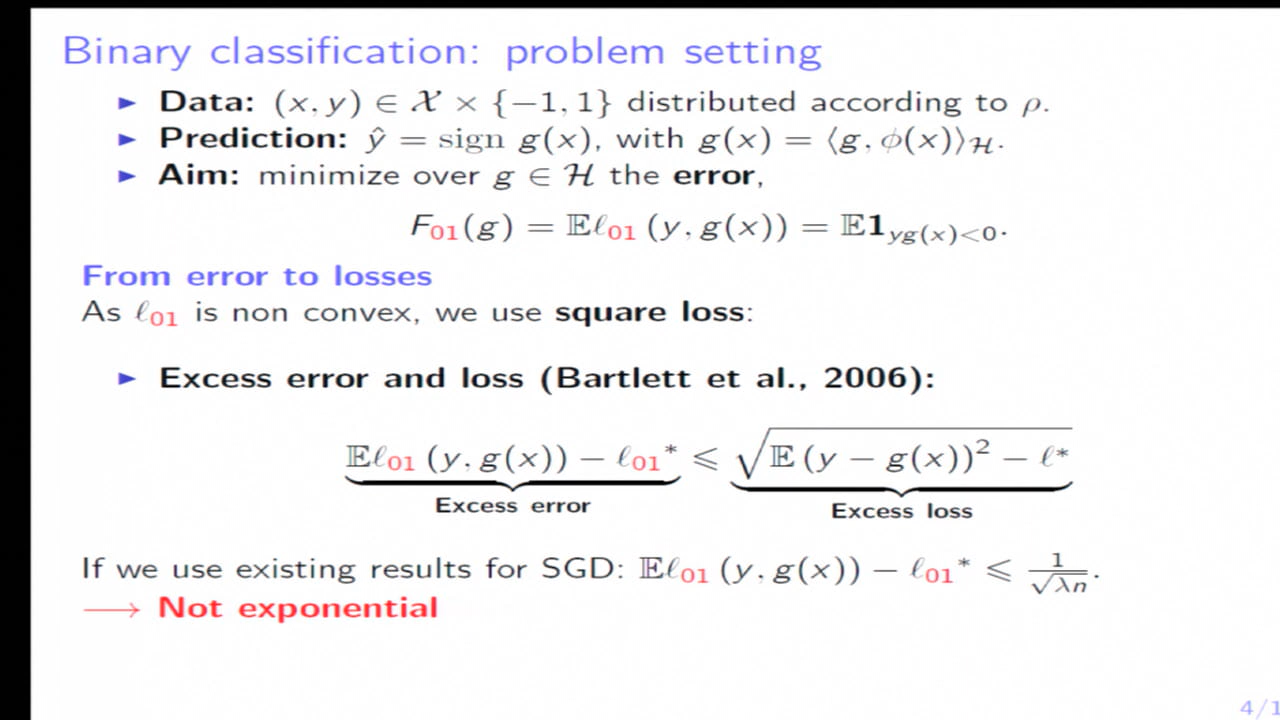 Binary classification: problem setting
► Data: (x, y) ∈ 𝒳 × {−1, 1} distributed according to ρ.
► Prediction: ŷ = sign g(x), with g(x) = ⟨g, ϕ(x)⟩_ℋ.
► Aim: minimize over g ∈ ℋ the error,
F₀₁(g) = 𝔼ℓ₀₁ (y, g(x)) = 𝔼𝟏_{yg(x)<0}.
From error to losses
As ℓ₀₁ is non convex, we use square loss:
► Excess error and loss (Bartlett et al., 2006):
𝔼ℓ₀₁ (y, g(x)) − ℓ₀₁* ⩽ √(𝔼 (y − g(x))² − ℓ*)
Excess error Excess loss
If we use existing results for SGD: 𝔼ℓ₀₁ (y, g(x)) − ℓ₀₁* ⩽ 1/√(λn).
⟶ Not exponential
4/1